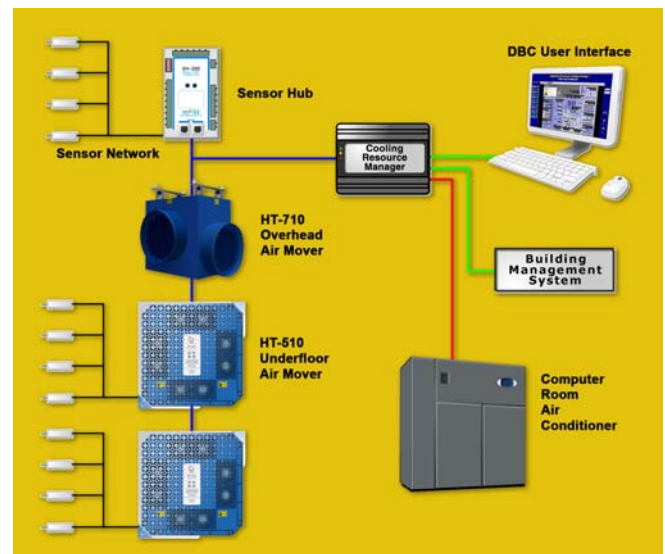 DBC User Interface
Sensor Hub
Cooling
Resource
Manager
Sensor Network
HT-710
Overhead
Air Mover
Building
Management
System
HT-510
Underfloor
Air Mover
Computer
Room
Air
Conditioner